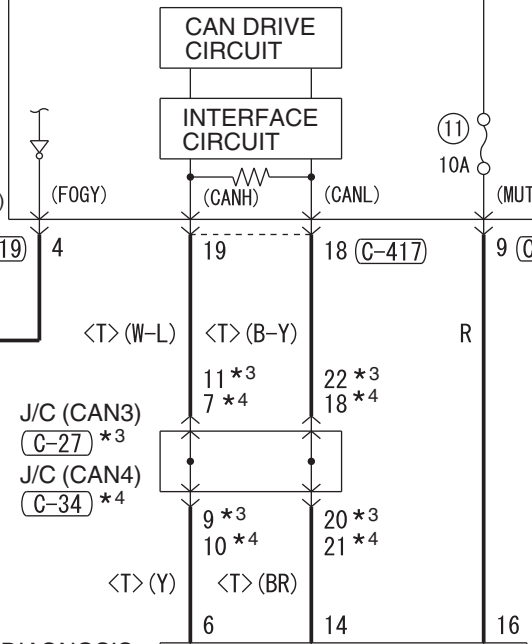 CAN DRIVE
CIRCUIT
INTERFACE
CIRCUIT
11
10A
(FOGY)
(CANH)
(CANL)
(MUT
19) 4
19
18 (C-417)
9 (C
<T>(W-L)
<T>(B-Y)
R
11*3
7*4
22*3
18*4
J/C (CAN3)
(C-27)*3
J/C (CAN4)
(C-34)*4
9*3
10*4
20*3
21*4
<T>(Y)
<T>(BR)
6
14
16